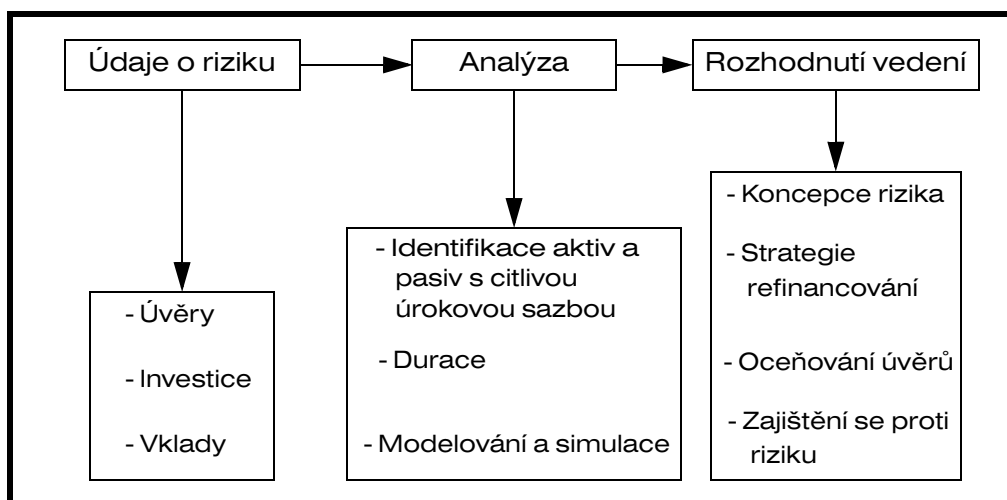 Údaje o riziku
Analýza
Rozhodnutí vedení
- Úvěry
- Investice
- Vklady
- Identifikace aktiv a
pasiv s citlivou
úrokovou sazbou
- Durace
- Modelování a simulace
- Koncepce rizika
- Strategie
refinancování
- Oceňování úvěrů
- Zajištění se proti
riziku